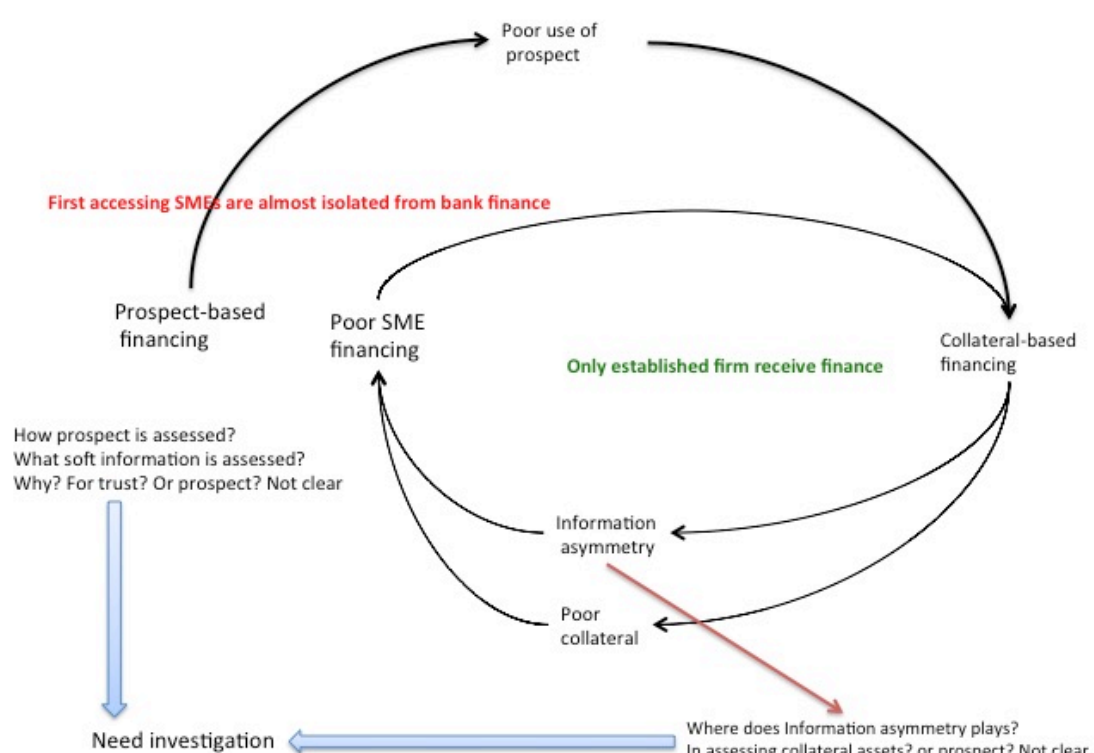 Poor use of
prospect
First accessing SMEs are almost isolated from bank finance
Prospect-based
financing
Poor SME
financing
Collateral-based
financing
Only established firm receive finance
How prospect is assessed?
What soft information is assessed?
Why? For trust? Or prospect? Not clear
Information
asymmetry
Poor
collateral
Where does Information asymmetry plays?
In assessing collateral assets? or prospect? Not clear
Need investigation